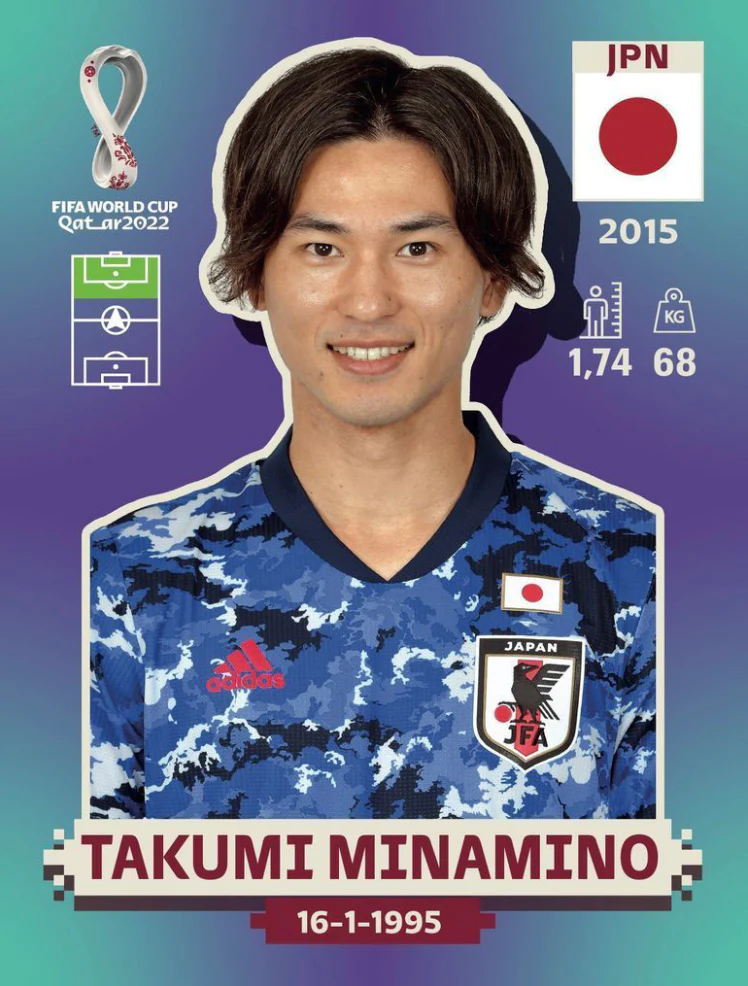 JPN
FIFA WORLD CUP
Qatar2022
2015
KG
1,74 68
adidas
JAPAN
JFA
TAKUMI MINAMINO
16-1-1995